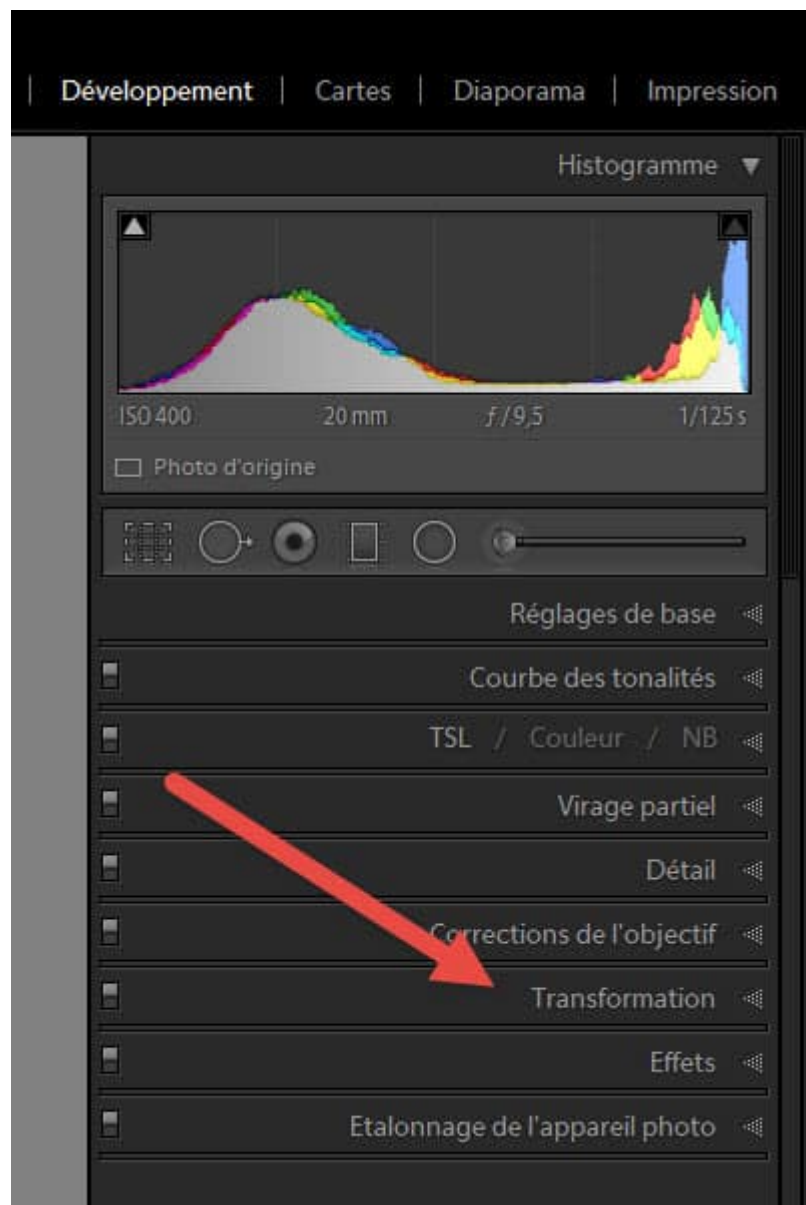 | Développement | Cartes | Diaporama | Impression
Histogramme
ISO 400 20 mm ƒ / 9,5 1/125 s
Photo d'origine
Réglages de base
Courbe des tonalités
TSL / Couleur / NB
Virage partiel
Détail
Corrections de l'objectif
Transformation
Effets
Etalonnage de l'appareil photo